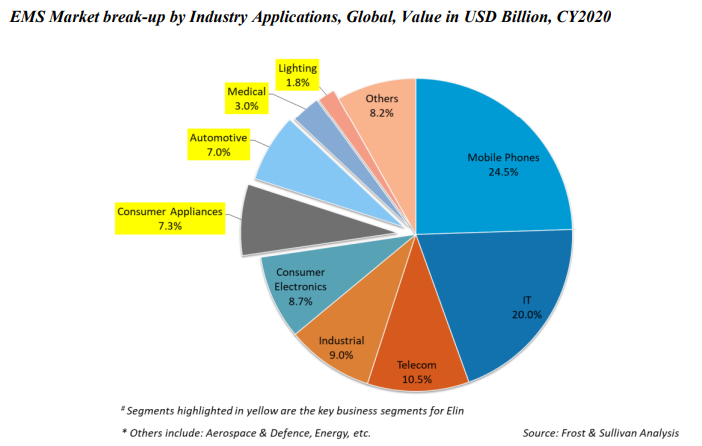 EMS Market break-up by Industry Applications, Global, Value in USD Billion, CY2020
Lighting
1.8%
Medical
3.0%
Others
8.2%
Automotive
7.0%
Mobile Phones
24.5%
Consumer Appliances
7.3%
Consumer
Electronics
8.7%
IT
20.0%
Industrial
9.0%
Telecom
10.5%
# Segments highlighted in yellow are the key business segments for Elin
* Others include: Aerospace & Defence, Energy, etc.
Source: Frost & Sullivan Analysis